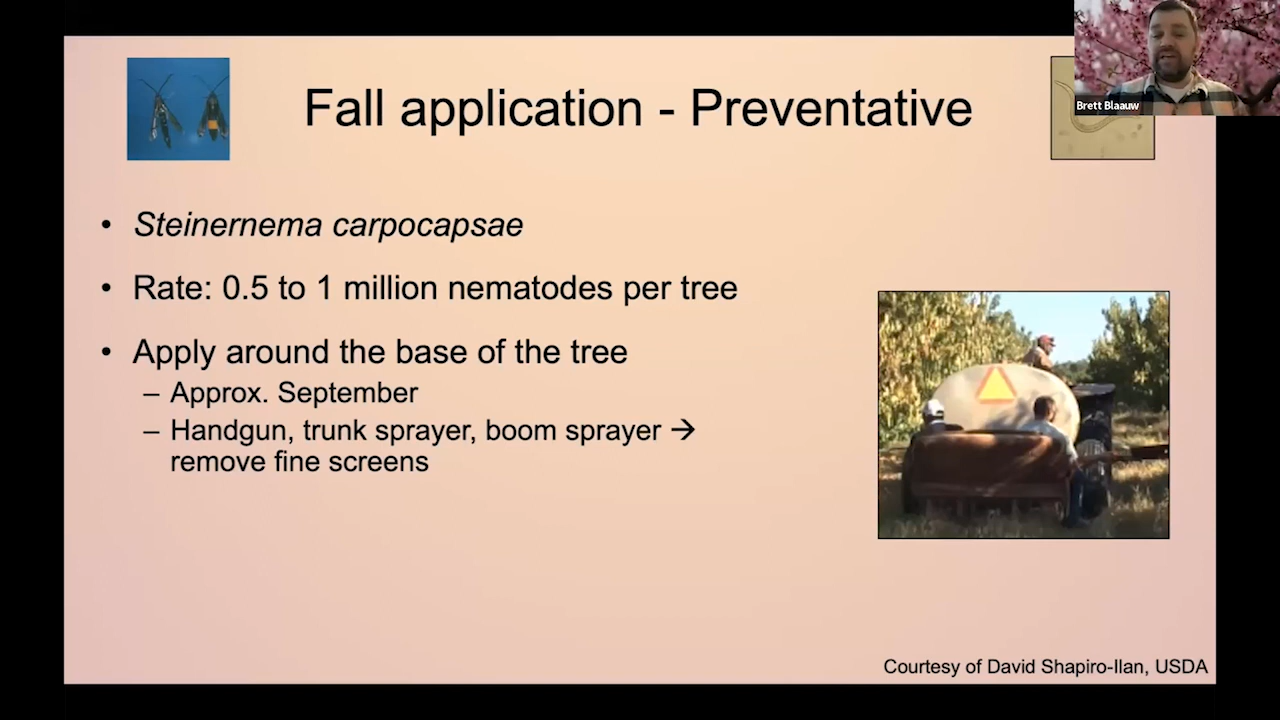 Brett Blaauw
Fall application - Preventative
• Steinernema carpocapsae
• Rate: 0.5 to 1 million nematodes per tree
• Apply around the base of the tree
– Approx. September
– Handgun, trunk sprayer, boom sprayer →
remove fine screens
Courtesy of David Shapiro-Ilan, USDA